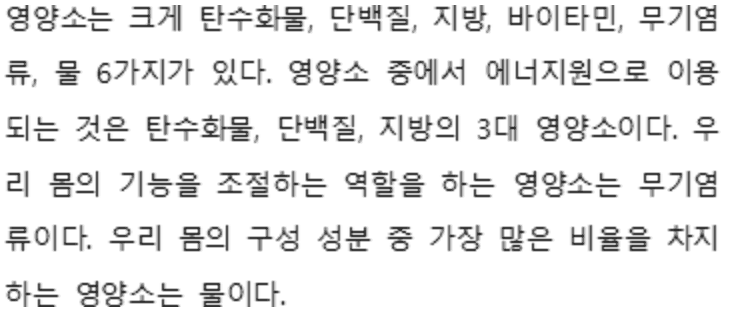 영양소는 크게 탄수화물, 단백질, 지방, 바이타민, 무기염
류, 물 6가지가 있다. 영양소 중에서 에너지원으로 이용
되는 것은 탄수화물, 단백질, 지방의 3대 영양소이다. 우
리 몸의 기능을 조절하는 역할을 하는 영양소는 무기염
류이다. 우리 몸의 구성 성분 중 가장 많은 비율을 차지
하는 영양소는 물이다.